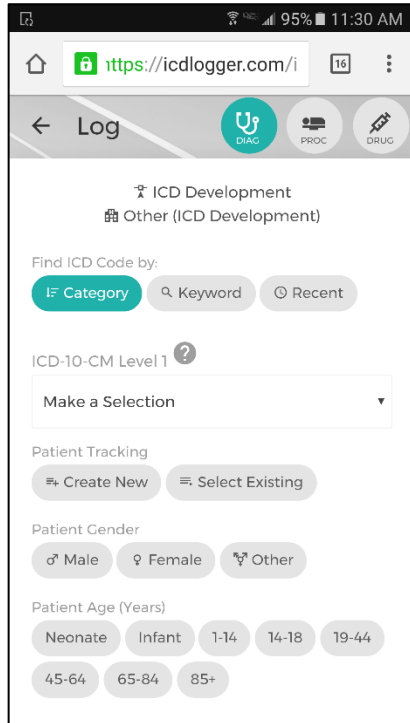 95% 11:30 AM
ttps://icdlogger.com/i 16
Log
DIAG PROC DRUG
ICD Development
Other (ICD Development)
Find ICD Code by:
Category Keyword Recent
ICD-10-CM Level 1 ?
Make a Selection
Patient Tracking
Create New Select Existing
Patient Gender
Male Female Other
Patient Age (Years)
Neonate Infant 1-14 14-18 19-44
45-64 65-84 85+